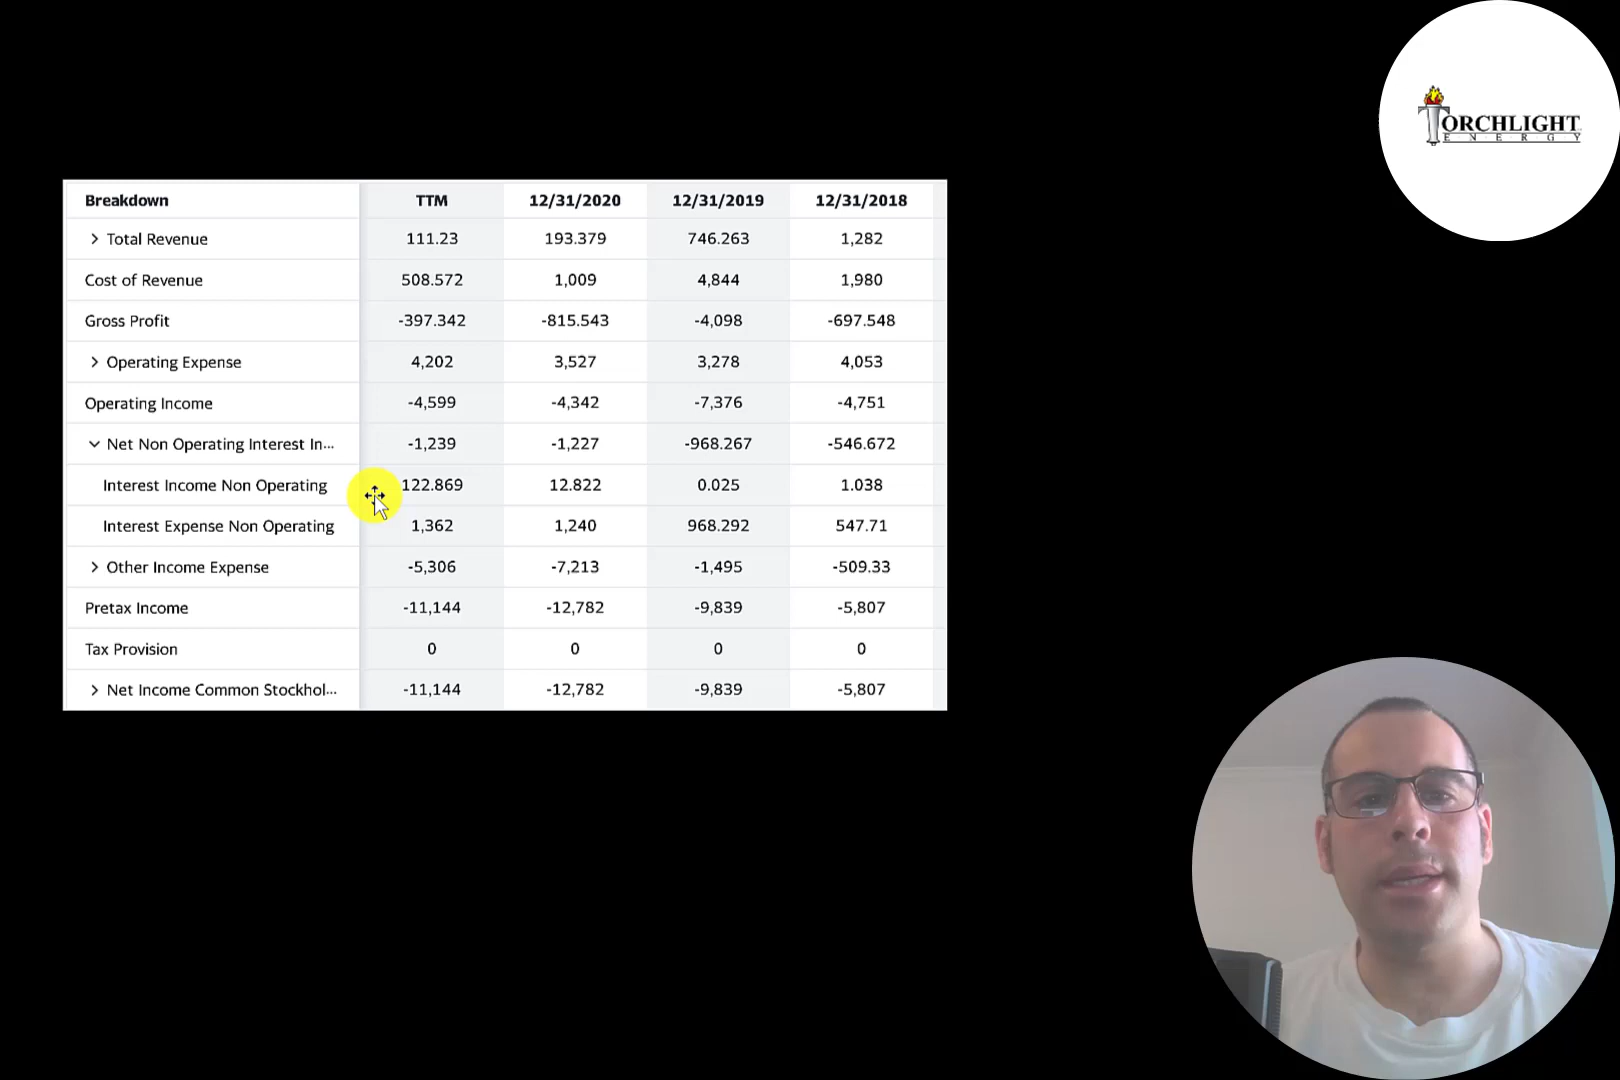 TORCHLIGHT
ENERGY
Breakdown TTM 12/31/2020 12/31/2019 12/31/2018
Total Revenue 111.23 193.379 746.263 1,282
Cost of Revenue 508.572 1,009 4,844 1,980
Gross Profit -397.342 -815.543 -4,098 -697.548
Operating Expense 4,202 3,527 3,278 4,053
Operating Income -4,599 -4,342 -7,376 -4,751
Net Non Operating Interest In... -1,239 -1,227 -968.267 -546.672
Interest Income Non Operating 122.869 12.822 0.025 1.038
Interest Expense Non Operating 1,362 1,240 968.292 547.71
Other Income Expense -5,306 -7,213 -1,495 -509.33
Pretax Income -11,144 -12,782 -9,839 -5,807
Tax Provision 0 0 0 0
Net Income Common Stockhol... -11,144 -12,782 -9,839 -5,807